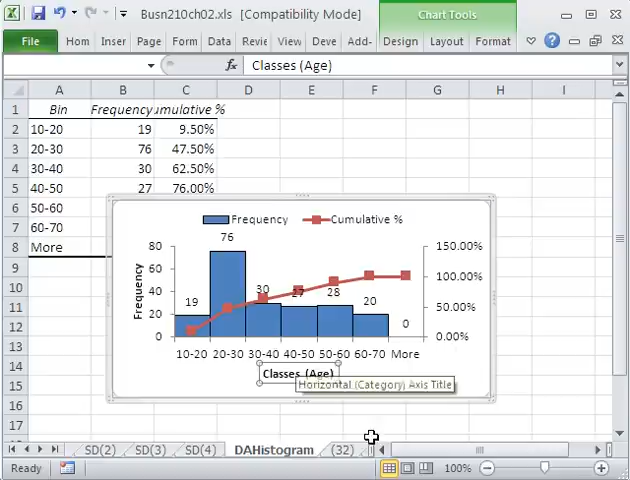 Busn210ch02.xls [Compatibility Mode]
Chart Tools
File Home Inser Page Form Data Revie View Deve Add- Design Layout Format
fx Classes (Age)
A B C D E F G H I
1 Bin Frequency umulative %
2 10-20 19 9.50%
3 20-30 76 47.50%
4 30-40 30 62.50%
5 40-50 27 76.00%
6 50-60
7 60-70
8 More
9
10
11
12
13
14
15
16
17
Frequency Cumulative %
80
60
40
20
0
Frequency
76
19
30
27
28
20
0
150.00%
100.00%
50.00%
0.00%
10-20 20-30 30-40 40-50 50-60 60-70 More
Classes (Age)
Horizontal (Category) Axis Title
SD(2) SD(3) SD(4) DAHistogram (32)
Ready 100%